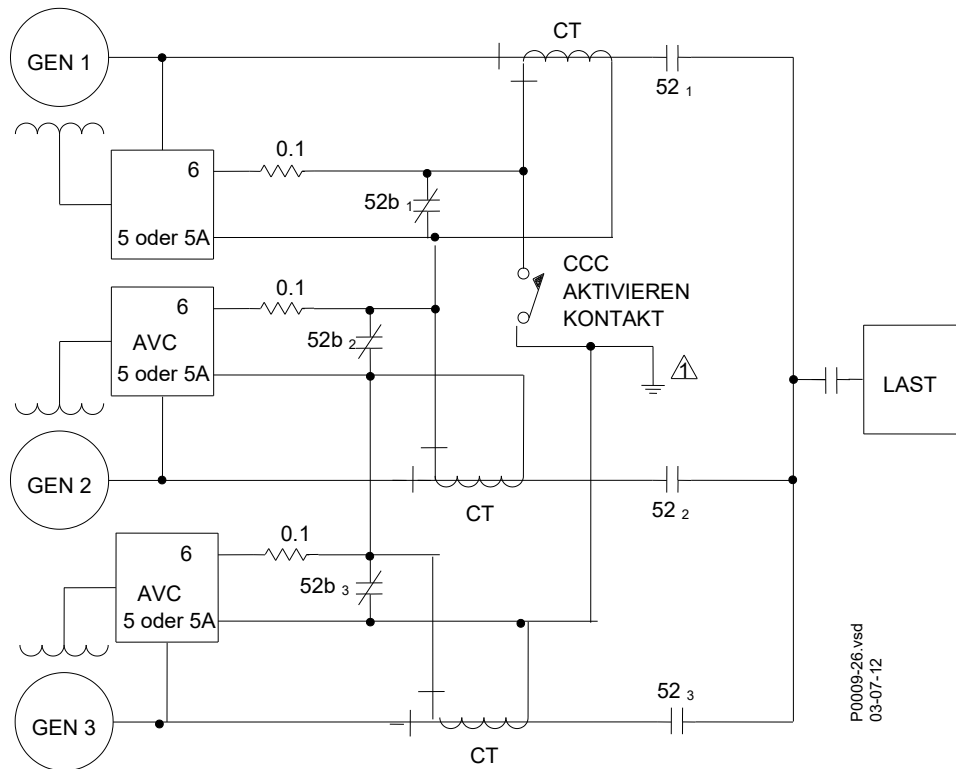 CT
GEN 1
52 1
0.1
6
52b 1
5 oder 5A
CCC
AKTIVIEREN
KONTAKT
0.1
6
AVC
52b 2
5 oder 5A
1
LAST
GEN 2
CT
52 2
0.1
6
AVC
52b 3
5 oder 5A
52 3
GEN 3
CT
P0009-26.vsd
03-07-12